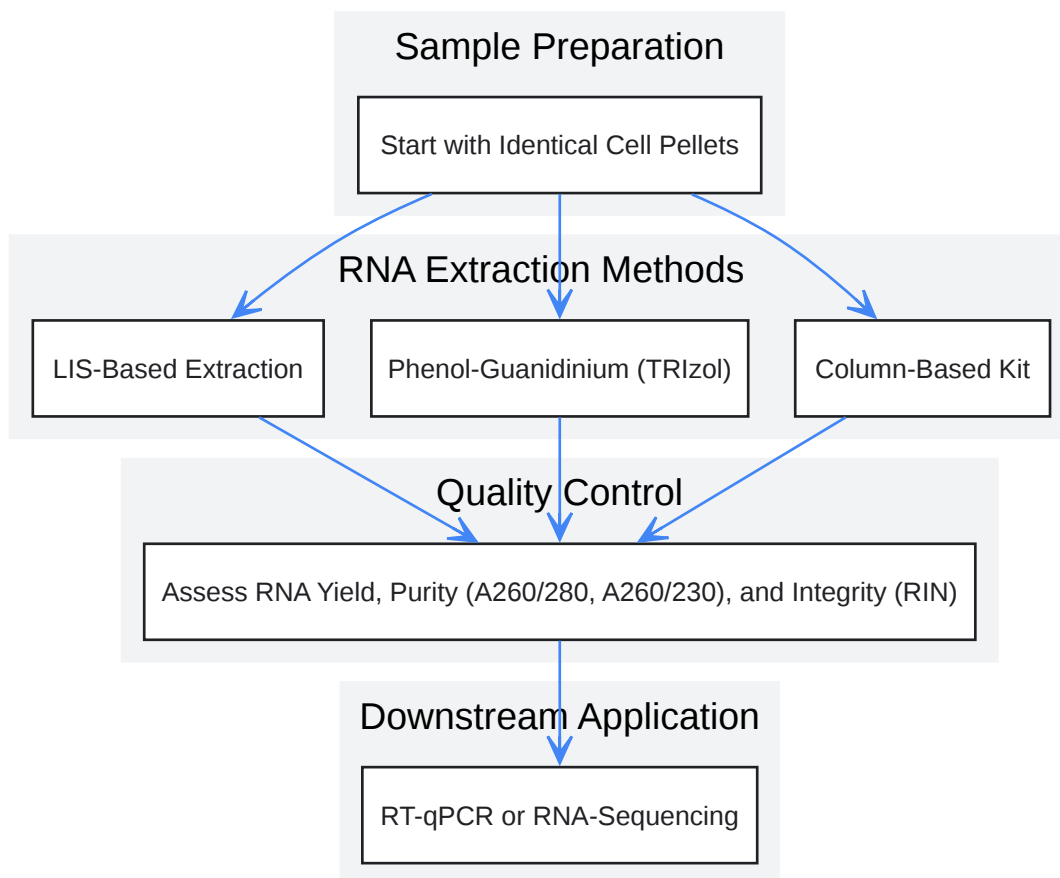 Sample Preparation
Start with Identical Cell Pellets
RNA Extraction Methods
LIS-Based Extraction
Phenol-Guanidinium (TRIzol)
Column-Based Kit
Quality Control
Assess RNA Yield, Purity (A260/280, A260/230), and Integrity (RIN)
Downstream Application
RT-qPCR or RNA-Sequencing